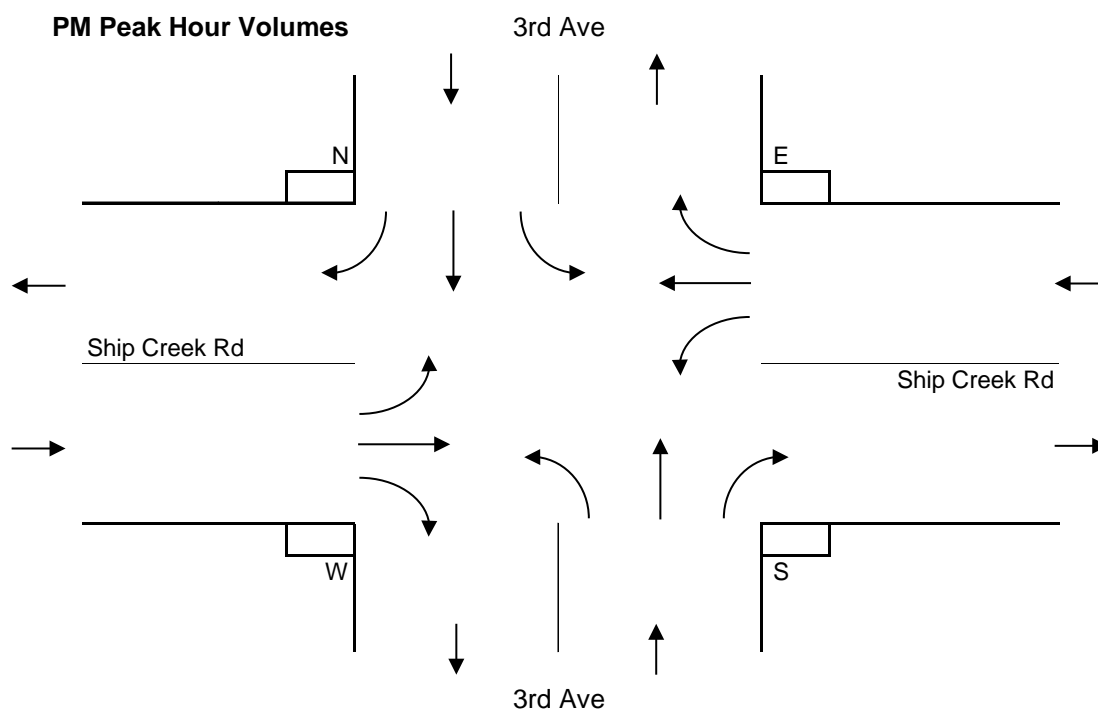 PM Peak Hour Volumes
3rd Ave
N
E
Ship Creek Rd
Ship Creek Rd
W
S
3rd Ave